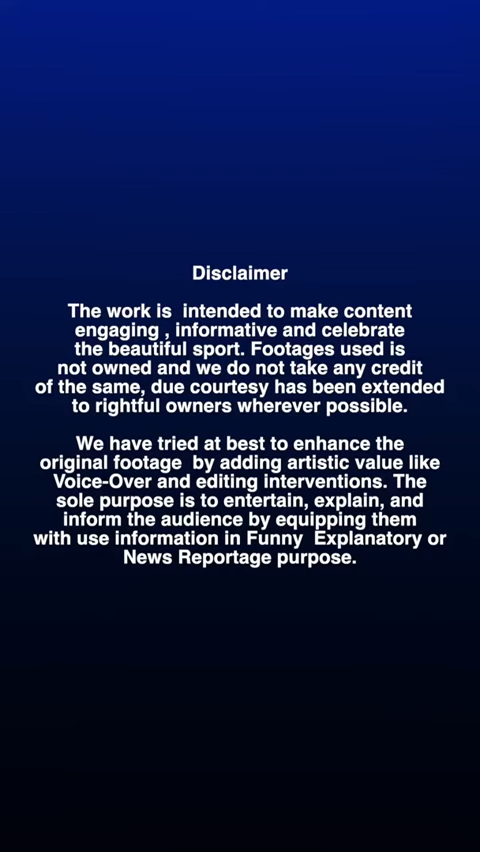 Disclaimer
The work is  intended to make content
engaging , informative and celebrate
the beautiful sport. Footages used is
not owned and we do not take any credit
of the same, due courtesy has been extended
to rightful owners wherever possible.
We have tried at best to enhance the
original footage  by adding artistic value like
Voice-Over and editing interventions. The
sole purpose is to entertain, explain, and
inform the audience by equipping them
with use information in Funny  Explanatory or
News Reportage purpose.